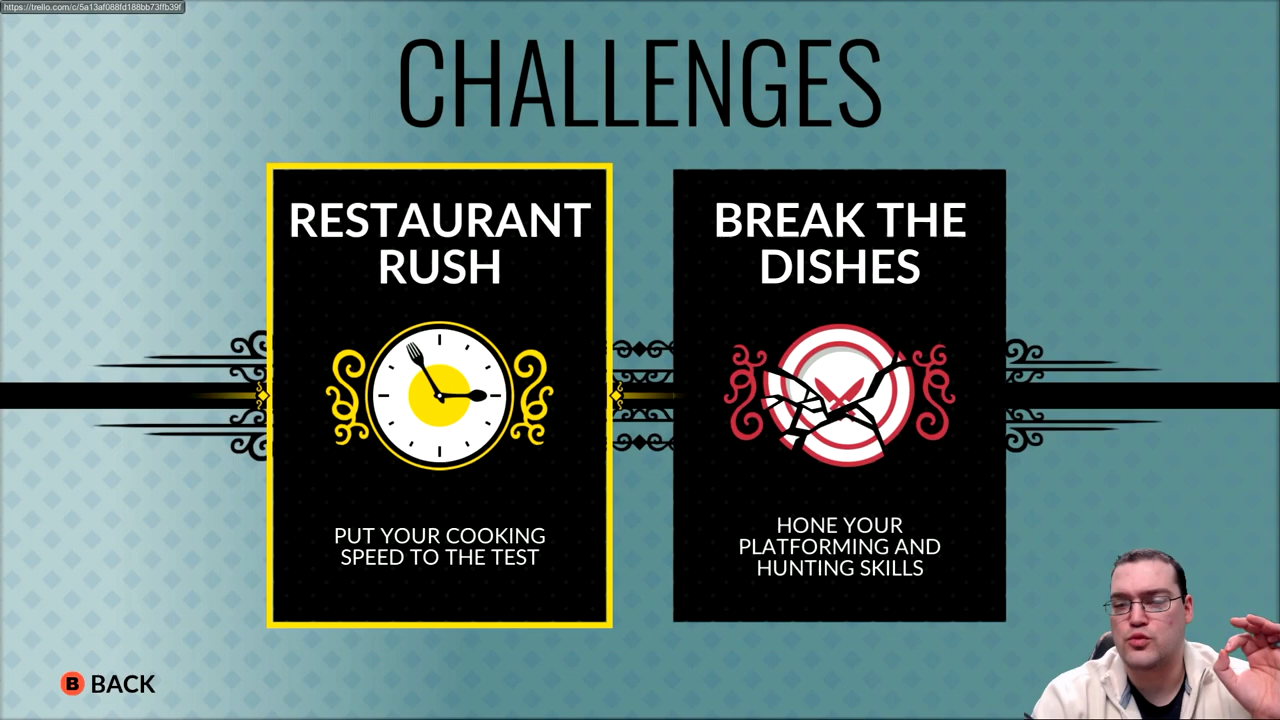 https://trello.com/c/5a13af088fd188bb73ffb39f
CHALLENGES
RESTAURANT
RUSH
PUT YOUR COOKING
SPEED TO THE TEST
BREAK THE
DISHES
HONE YOUR
PLATFORMING AND
HUNTING SKILLS
B BACK